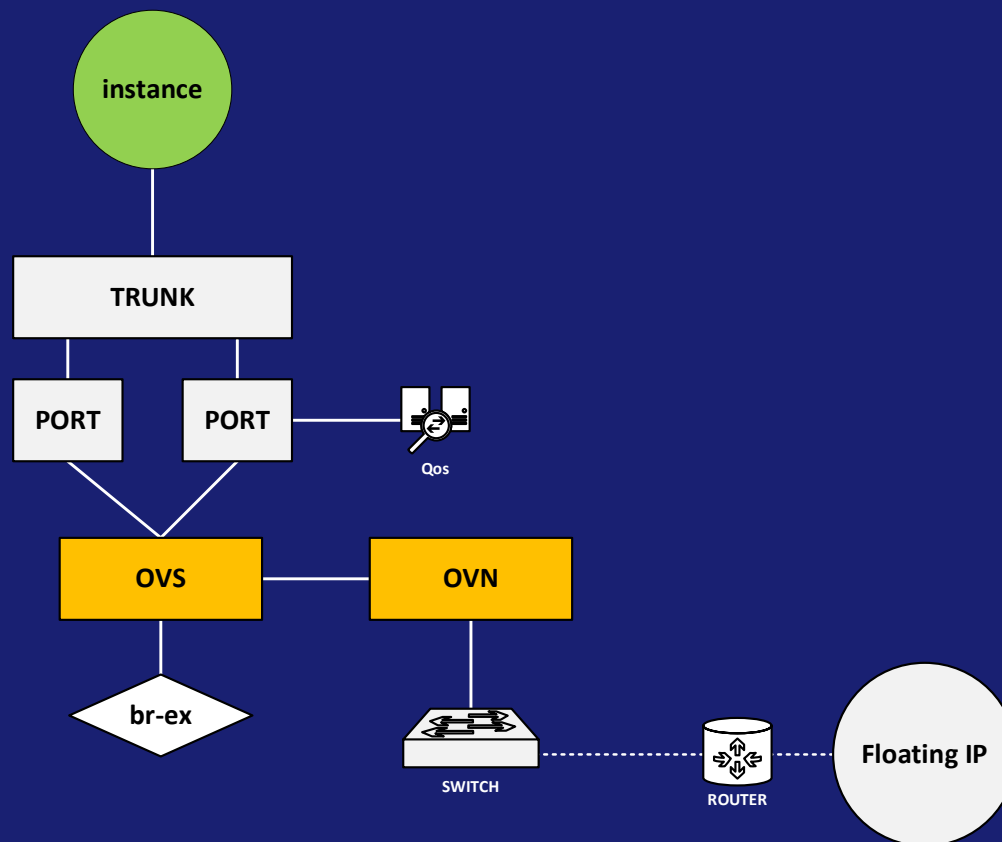 instance
TRUNK
PORT
PORT
Qos
OVS
OVN
br-ex
SWITCH
ROUTER
Floating IP